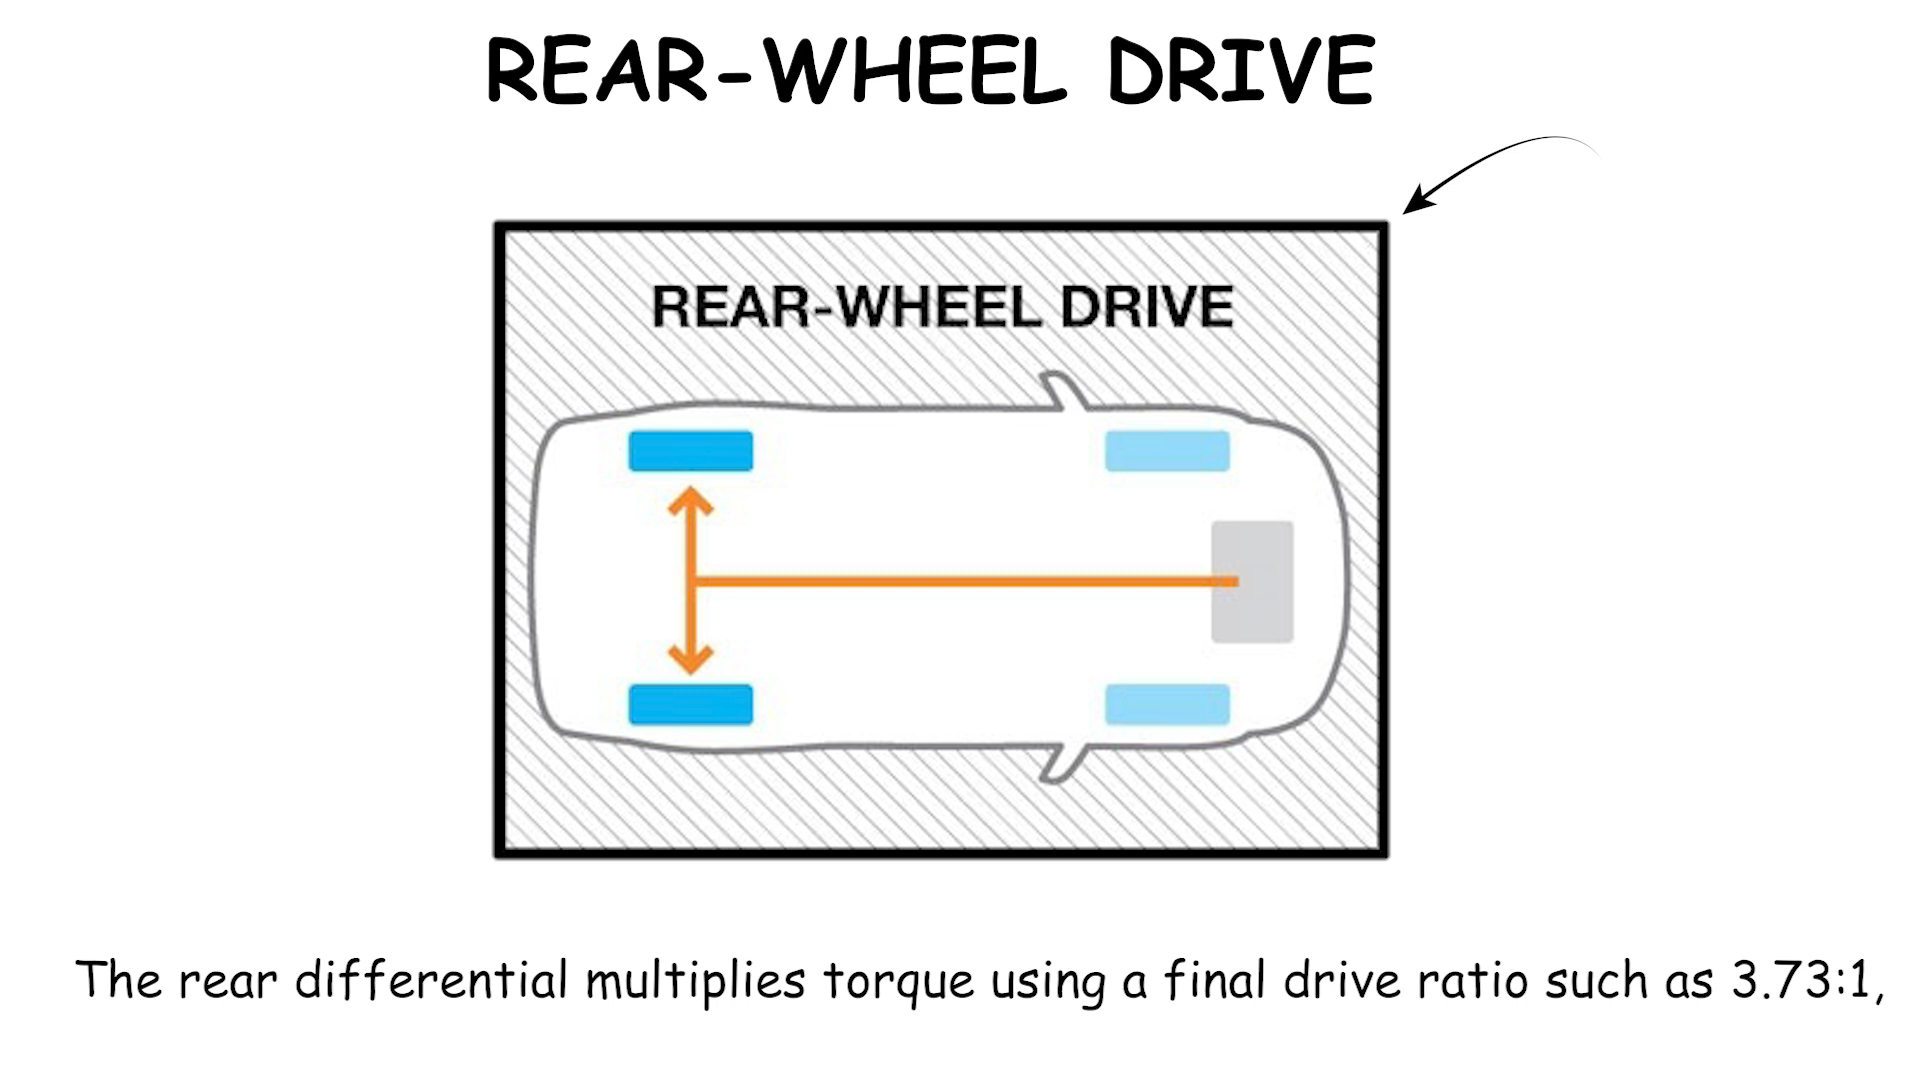 REAR-WHEEL DRIVE
REAR-WHEEL DRIVE
The rear differential multiplies torque using a final drive ratio such as 3.73:1,